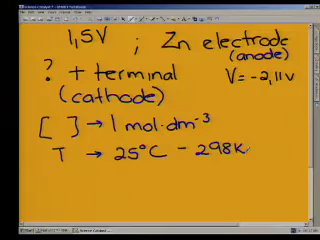 1,5V ; Zn electrode
(anode)
? + terminal V = -2,11v
(cathode)
[ ] → 1 mol·dm⁻³
T → 25°C - 298K